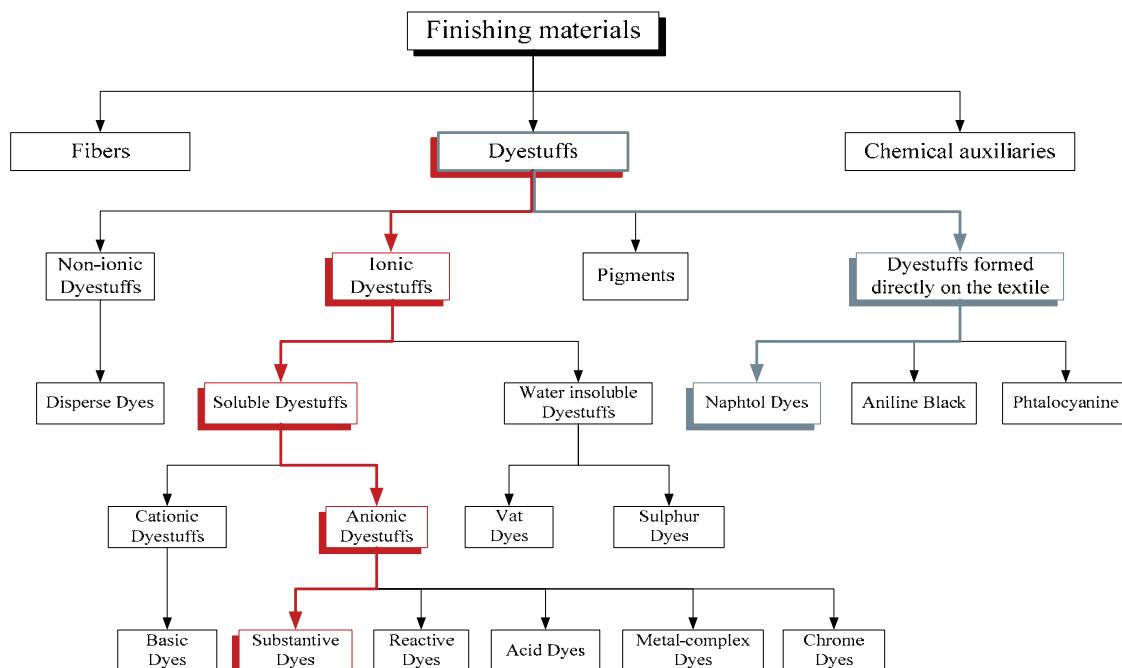 Finishing materials
Fibers
Dyestuffs
Chemical auxiliaries
Non-ionic
Dyestuffs
Ionic
Dyestuffs
Pigments
Dyestuffs formed
directly on the textile
Disperse Dyes
Soluble Dyestuffs
Water insoluble
Dyestuffs
Naphtol Dyes
Aniline Black
Phtalocyanine
Cationic
Dyestuffs
Anionic
Dyestuffs
Vat
Dyes
Sulphur
Dyes
Basic
Dyes
Substantive
Dyes
Reactive
Dyes
Acid Dyes
Metal-complex
Dyes
Chrome
Dyes